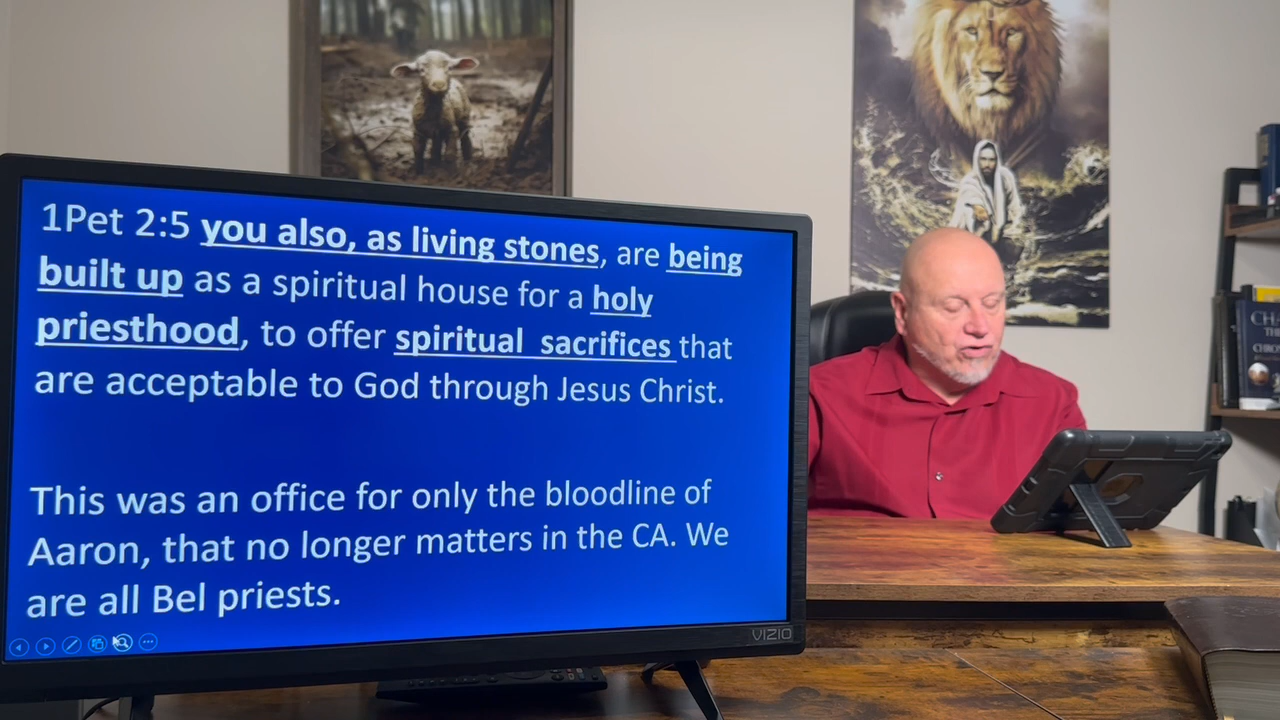 1Pet 2:5 you also, as living stones, are being
built up as a spiritual house for a holy
priesthood, to offer spiritual sacrifices that
are acceptable to God through Jesus Christ.
This was an office for only the bloodline of
Aaron, that no longer matters in the CA. We
are all Bel priests.
VIZIO